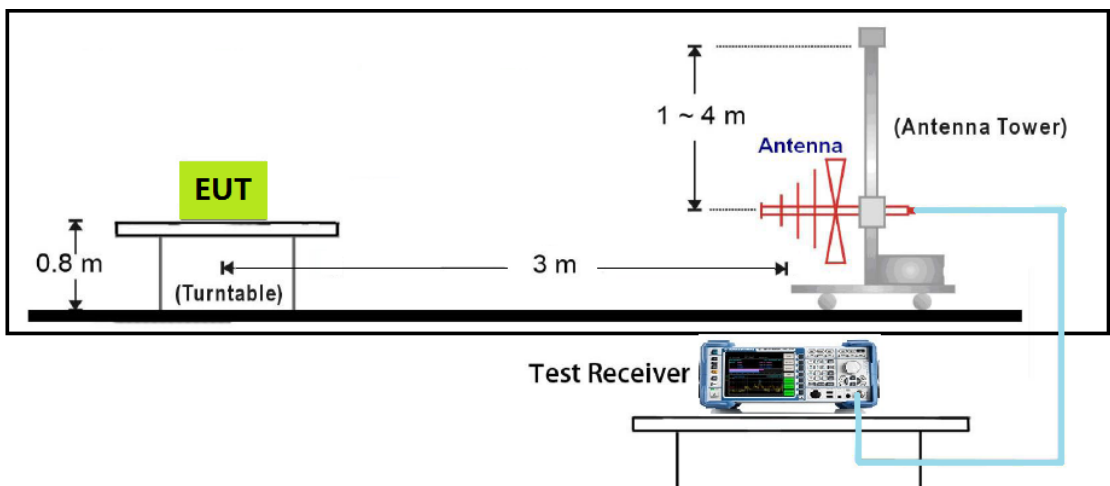 1 ~ 4 m
(Antenna Tower)
Antenna
EUT
0.8 m
3 m
(Turntable)
Test Receiver